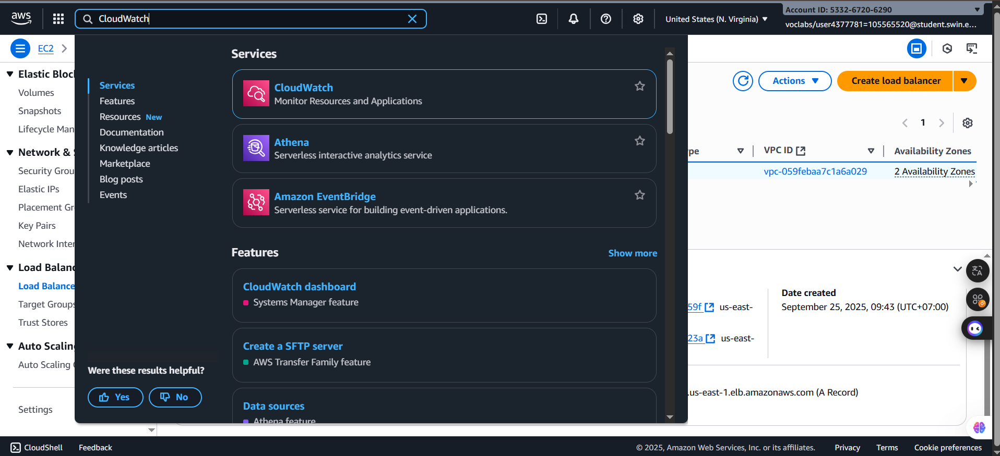 aws
CloudWatch
United States (N. Virginia)
Account ID: 5332-6720-6290
voclabs/user4377781=105565520@student.swin.e...
EC2
Elastic Bloc
Volumes
Snapshots
Lifecycle Man
Network &
Security Grou
Elastic IPs
Placement Gr
Key Pairs
Network Inter
Load Balanc
Load Balance
Target Groups
Trust Stores
Auto Scaling
Auto Scaling
Settings
Services
Features
Resources New
Documentation
Knowledge articles
Marketplace
Blog posts
Events
Were these results helpful?
Yes
No
Services
CloudWatch
Monitor Resources and Applications
Athena
Serverless interactive analytics service
Amazon EventBridge
Serverless service for building event-driven applications.
Features
Show more
CloudWatch dashboard
Systems Manager feature
Create a SFTP server
AWS Transfer Family feature
Data sources
Athena feature
Actions
Create load balancer
1
pe
VPC ID
Availability Zones
vpc-059febaa7c1a6a029
2 Availability Zones
Date created
59f us-east-
September 25, 2025, 09:43 (UTC+07:00)
23a us-east-
.us-east-1.elb.amazonaws.com (A Record)
CloudShell
Feedback
© 2025, Amazon Web Services, Inc. or its affiliates.
Privacy
Terms
Cookie preferences